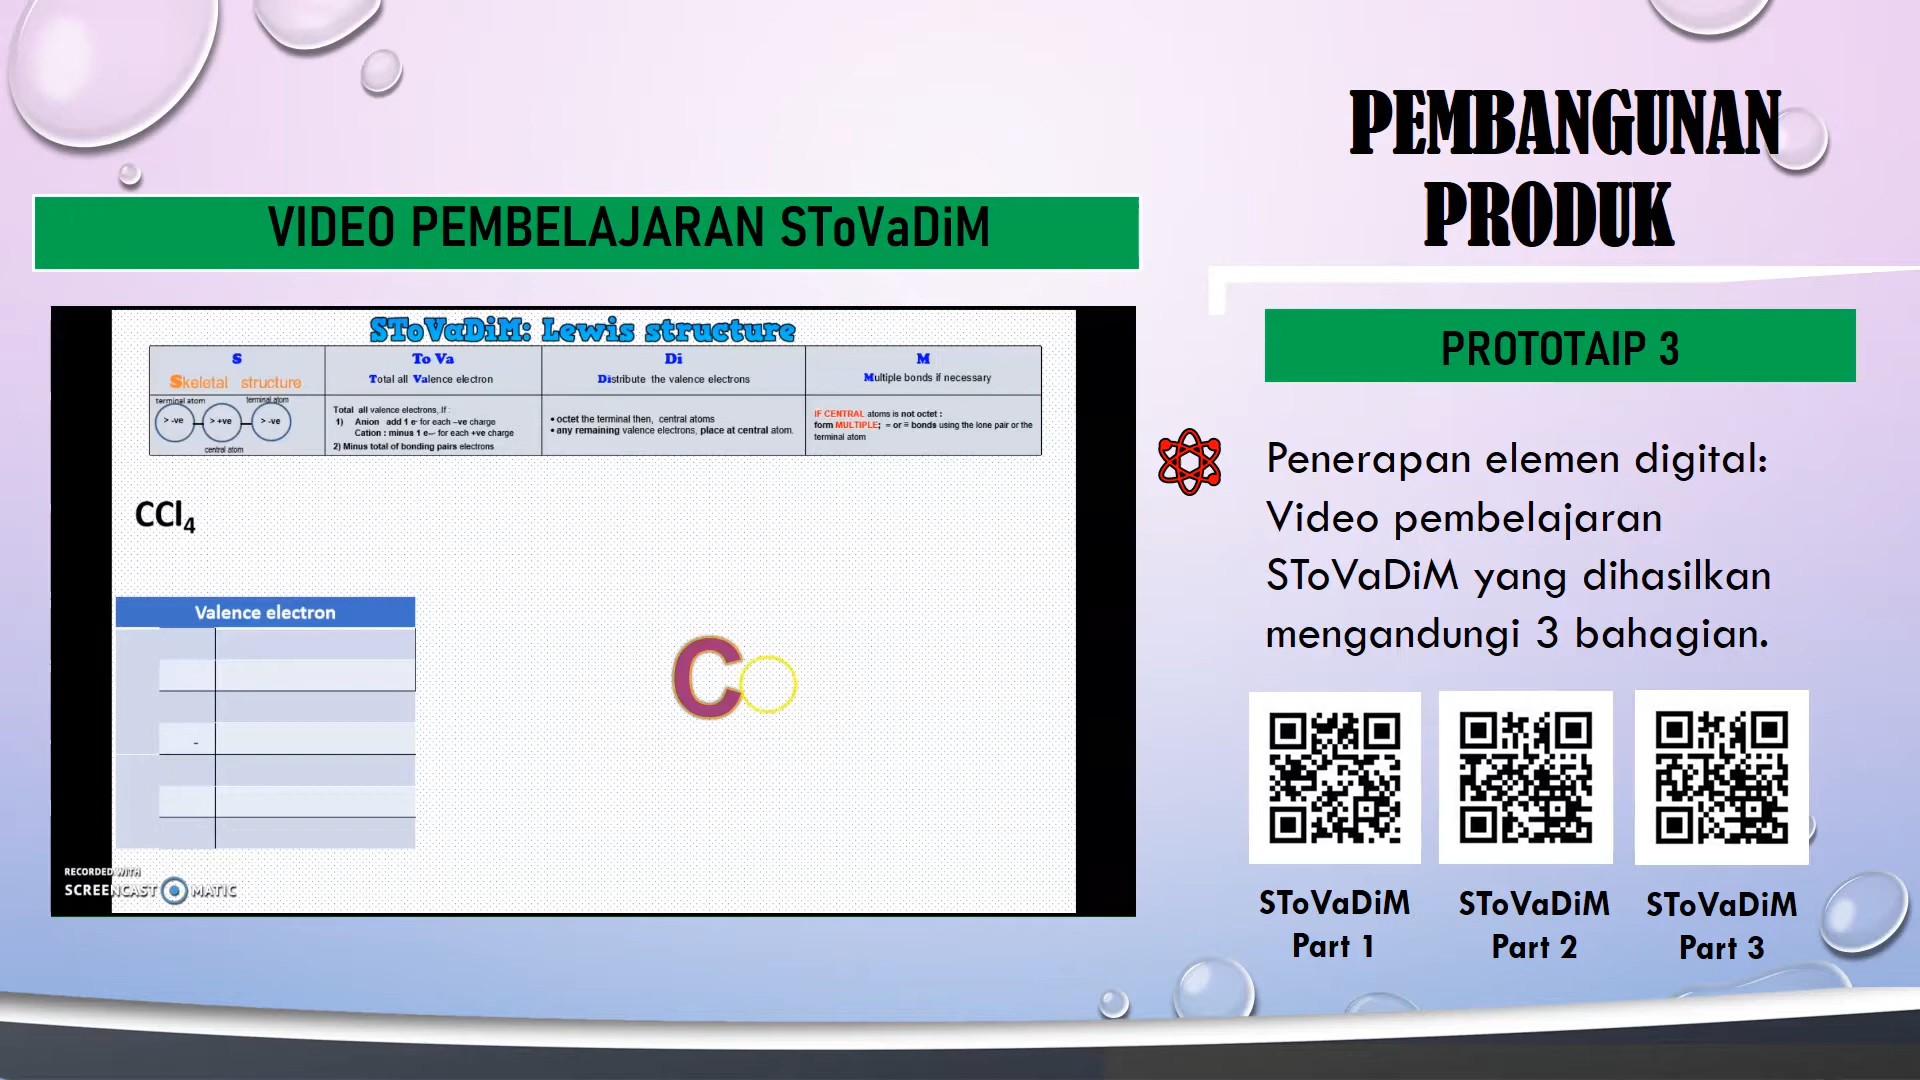 PEMBANGUNAN
PRODUK
VIDEO PEMBELAJARAN SToVaDiM
SToVaDiM: Lewis structure
S
Skeletal structure
To Va
Total all Valence electron
Di
Distribute the valence electrons
M
Multiple bonds if necessary
terminal atom
terminal atom
> -ve
> +ve
> -ve
central atom
Total all valence electrons, If :
1) Anion add 1 e- for each –ve charge
Cation : minus 1 e-- for each +ve charge
2) Minus total of bonding pairs electrons
• octet the terminal then, central atoms
• any remaining valence electrons, place at central atom.
IF CENTRAL atoms is not octet :
form MULTIPLE; = or ≡ bonds using the lone pair or the
terminal atom
CCl₄
Valence electron
-
C
RECORDED WITH
SCREENCAST MATIC
PROTOTAIP 3
Penerapan elemen digital:
Video pembelajaran
SToVaDiM yang dihasilkan
mengandungi 3 bahagian.
SToVaDiM
Part 1
SToVaDiM
Part 2
SToVaDiM
Part 3